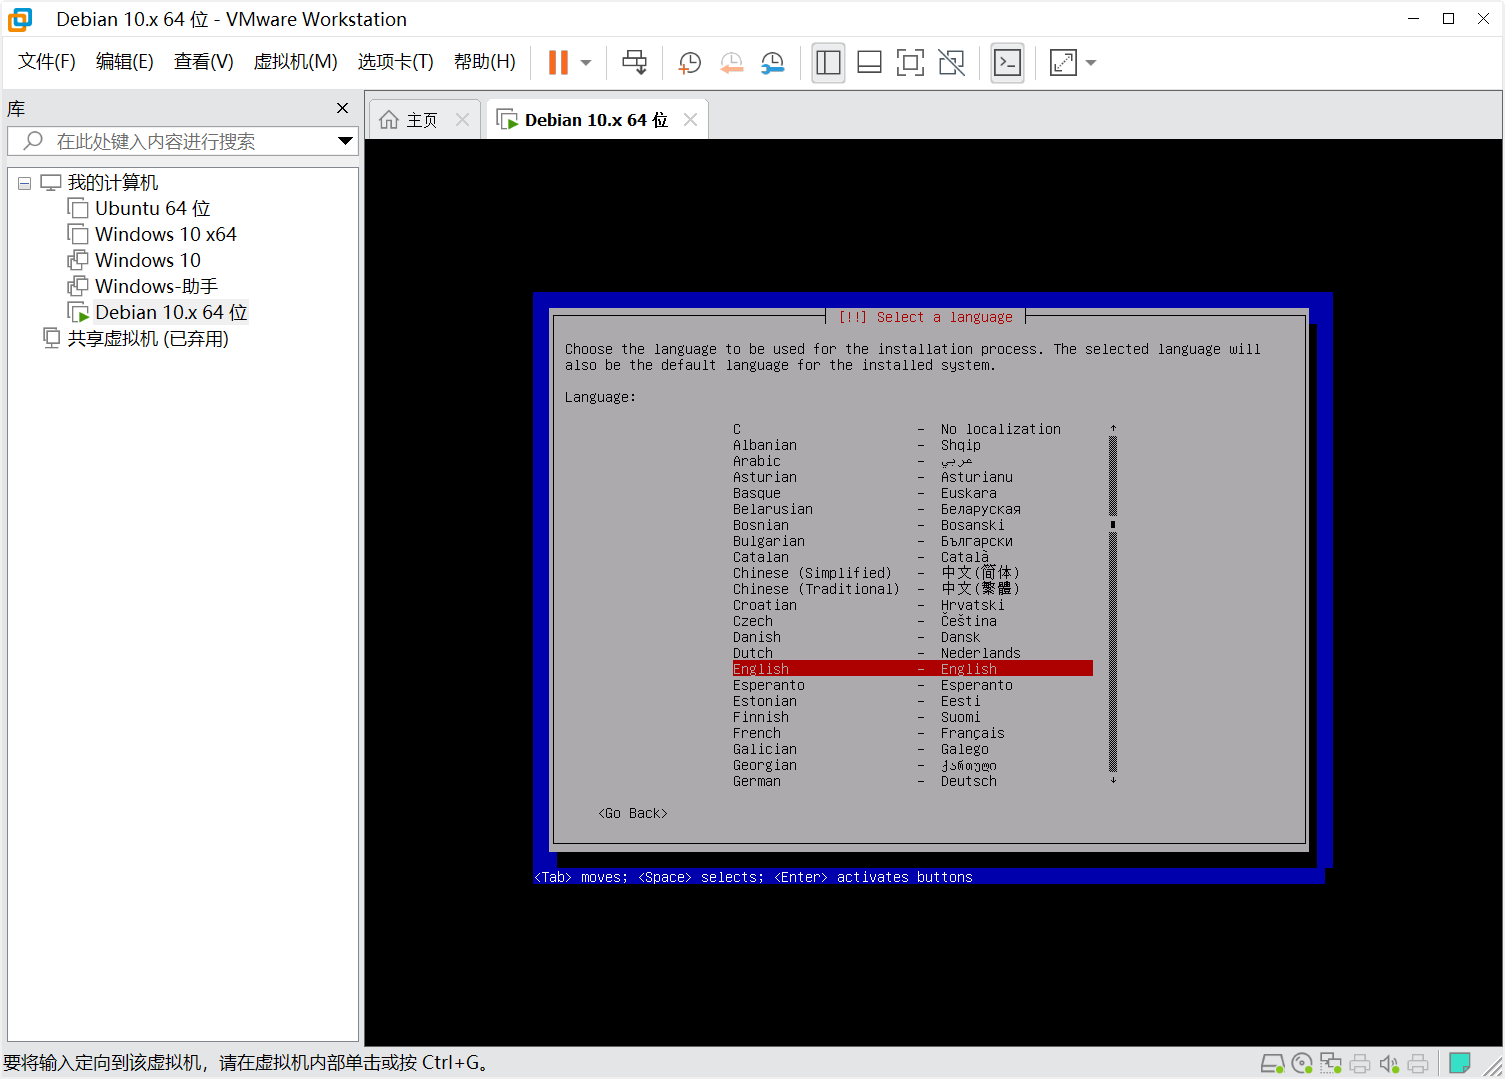 Debian 10.x 64 位 - VMware Workstation
文件(F) 编辑(E) 查看(V) 虚拟机(M) 选项卡(T) 帮助(H)
库
在此处键入内容进行搜索
我的计算机
Ubuntu 64 位
Windows 10 x64
Windows 10
Windows-助手
Debian 10.x 64 位
共享虚拟机 (已弃用)
主页
Debian 10.x 64 位
[!!] Select a language
Choose the language to be used for the installation process. The selected language will
also be the default language for the installed system.
Language:
C - No localization
Albanian - Shqip
Arabic - عربي
Asturian - Asturianu
Basque - Euskara
Belarusian - Беларуская
Bosnian - Bosanski
Bulgarian - Български
Catalan - Català
Chinese (Simplified) - 中文(简体)
Chinese (Traditional) - 中文(繁體)
Croatian - Hrvatski
Czech - Čeština
Danish - Dansk
Dutch - Nederlands
English - English
Esperanto - Esperanto
Estonian - Eesti
Finnish - Suomi
French - Français
Galician - Galego
Georgian - ქართული
German - Deutsch
<Go Back>
<Tab> moves; <Space> selects; <Enter> activates buttons
要将输入定向到该虚拟机，请在虚拟机内部单击或按 Ctrl+G。